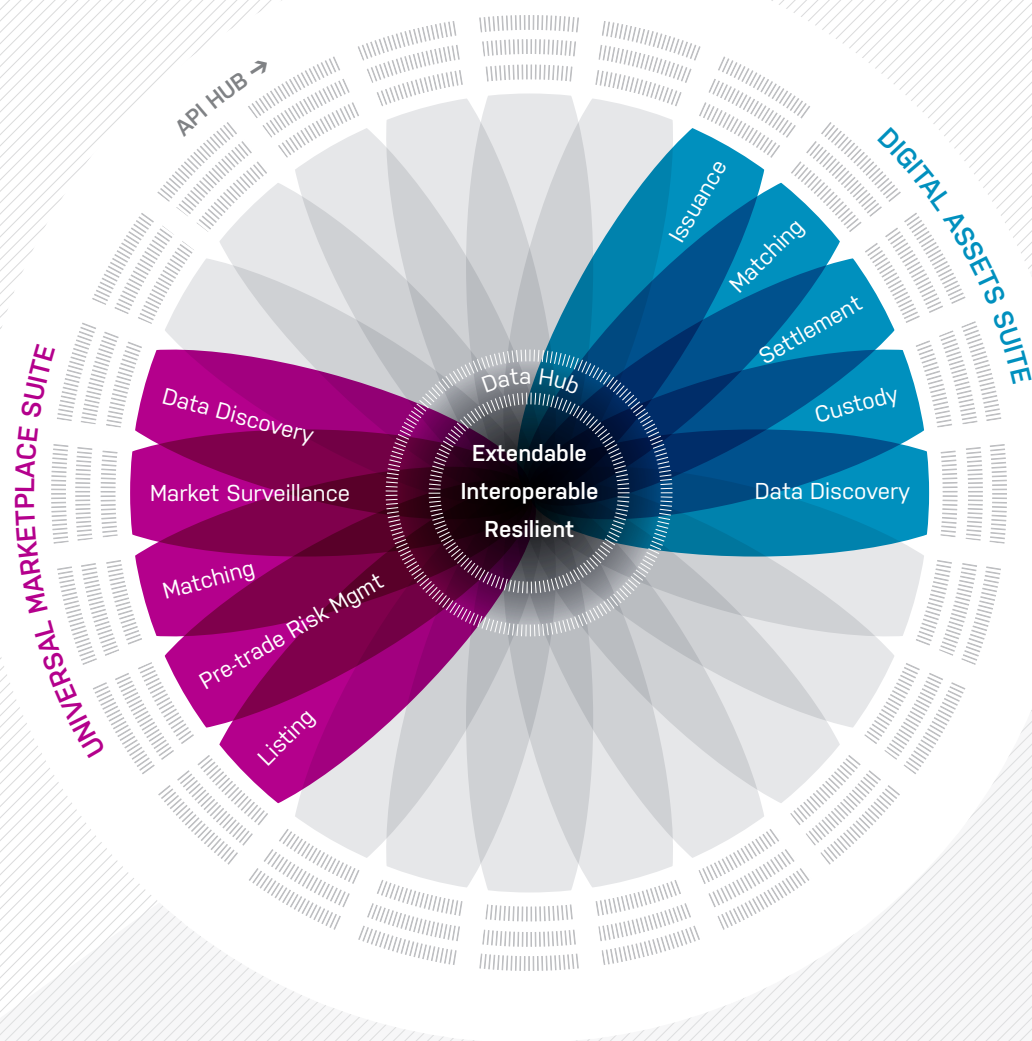 API HUB →
DIGITAL ASSETS SUITE
Issuance
Matching
Settlement
Custody
Data Discovery
UNIVERSAL MARKETPLACE SUITE
Data Discovery
Market Surveillance
Matching
Pre-trade Risk Mgmt
Listing
Data Hub
Extendable
Interoperable
Resilient